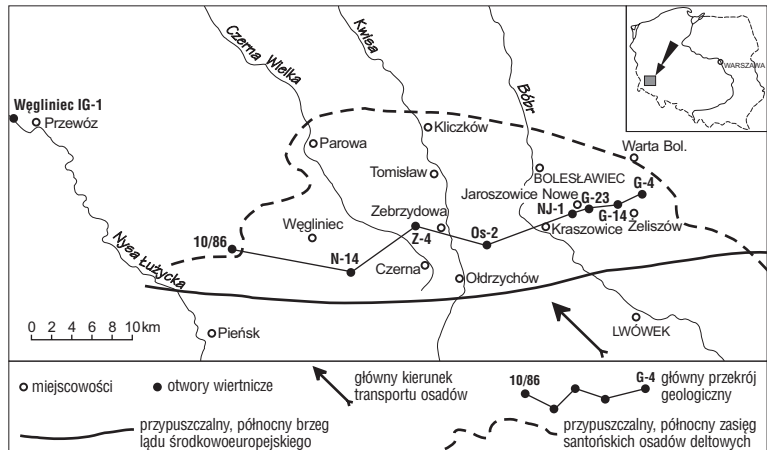 Czerna Wielka
Kwisa
Bóbr
WARSZAWA
Węgliniec IG-1
Przewóz
Parowa
Kliczków
Warta Bol.
Tomisław
BOLESŁAWIEC
G-4
Jaroszowice Nowe
G-23
NJ-1
G-14
Żeliszów
Zebrzydowa
Z-4
Os-2
Kraszowice
Węgliniec
10/86
N-14
Czerna
Ołdrzychów
Nysa Łużycka
0 2 4 6 8 10 km
Pieńsk
LWÓWEK
miejscowości
otwory wiertnicze
główny kierunek
transportu osadów
10/86
G-4
główny przekrój
geologiczny
przypuszczalny, północny brzeg
lądu środkowoeuropejskiego
przypuszczalny, północny zasięg
santońskich osadów deltowych